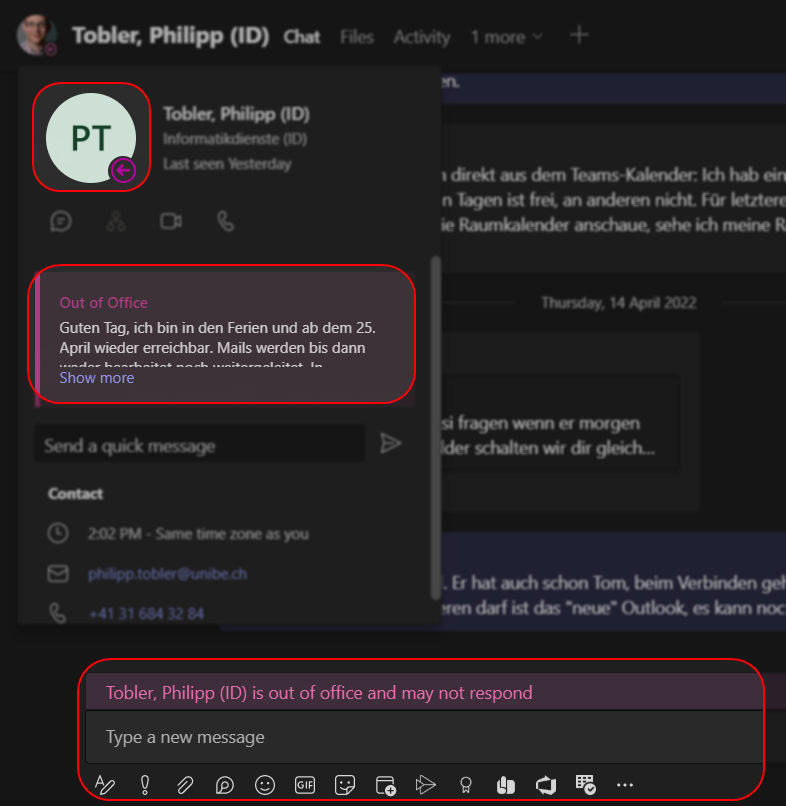 Tobler, Philipp (ID) Chat Files Activity 1 more
en.
PT
Tobler, Philipp (ID)
Informatikdienste (ID)
Last seen Yesterday
direkt aus dem Teams-Kalender: Ich hab ein
n Tagen ist frei, an anderen nicht. Für letztere
ie Raumkalender anschaue, sehe ich meine R
Out of Office
Guten Tag, ich bin in den Ferien und ab dem 25.
April wieder erreichbar. Mails werden bis dann
weder bearbeitet noch weitergeleitet. In
Show more
Thursday, 14 April 2022
si fragen wenn er morgen
lder schalten wir dir gleich...
Send a quick message
Contact
2:02 PM - Same time zone as you
philipp.tobler@unibe.ch
+41 31 684 32 84
. Er hat auch schon Tom, beim Verbinden geh
eren darf ist das "neue" Outlook, es kann noc
Tobler, Philipp (ID) is out of office and may not respond
Type a new message
GIF